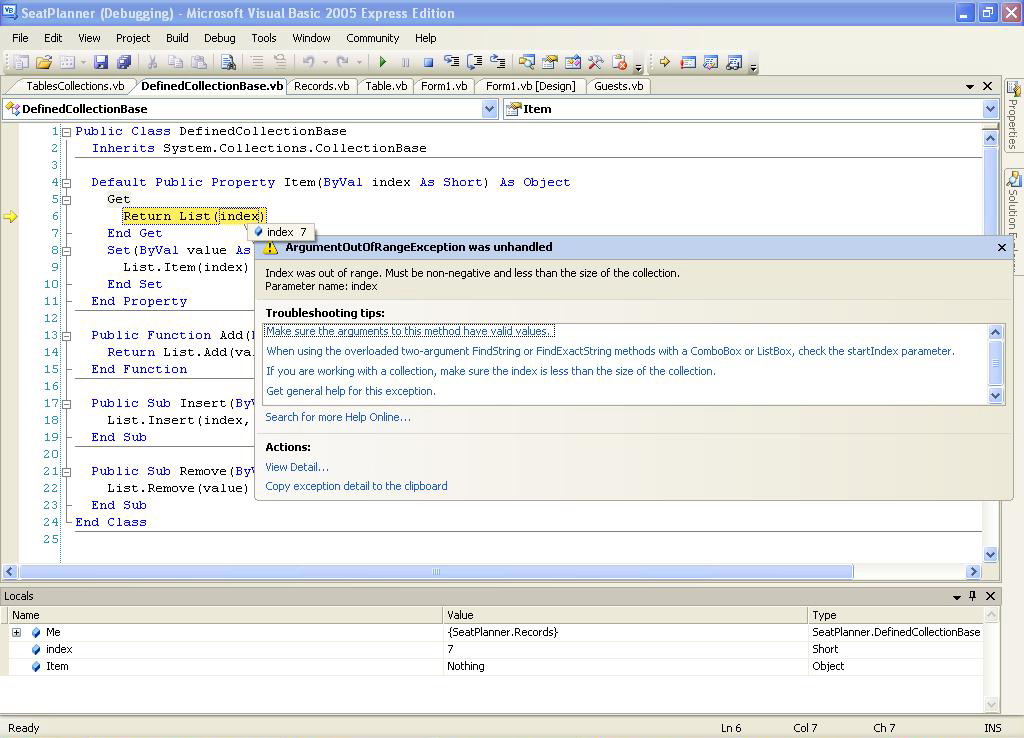 SeatPlanner (Debugging) - Microsoft Visual Basic 2005 Express Edition
File Edit View Project Build Debug Tools Window Community Help
TablesCollections.vb DefinedCollectionBase.vb Records.vb Table.vb Form1.vb Form1.vb [Design] Guests.vb
DefinedCollectionBase Item
Properties
Solution Explorer
1 Public Class DefinedCollectionBase
2 Inherits System.Collections.CollectionBase
3
4 Default Public Property Item(ByVal index As Short) As Object
5 Get
6 Return List(index)
index 7
7 End Get
8 Set(ByVal value As
9 List.Item(index)
10 End Set
11 End Property
12
13 Public Function Add(
14 Return List.Add(va
15 End Function
16
17 Public Sub Insert(ByV
18 List.Insert(index,
19 End Sub
20
21 Public Sub Remove(ByV
22 List.Remove(value)
23 End Sub
24 End Class
25
ArgumentOutOfRangeException was unhandled
Index was out of range. Must be non-negative and less than the size of the collection.
Parameter name: index
Troubleshooting tips:
Make sure the arguments to this method have valid values.
When using the overloaded two-argument FindString or FindExactString methods with a ComboBox or ListBox, check the startIndex parameter.
If you are working with a collection, make sure the index is less than the size of the collection.
Get general help for this exception.
Search for more Help Online...
Actions:
View Detail...
Copy exception detail to the clipboard
Locals
Name Value Type
Me {SeatPlanner.Records} SeatPlanner.DefinedCollectionBase
index 7 Short
Item Nothing Object
Ready Ln 6 Col 7 Ch 7 INS